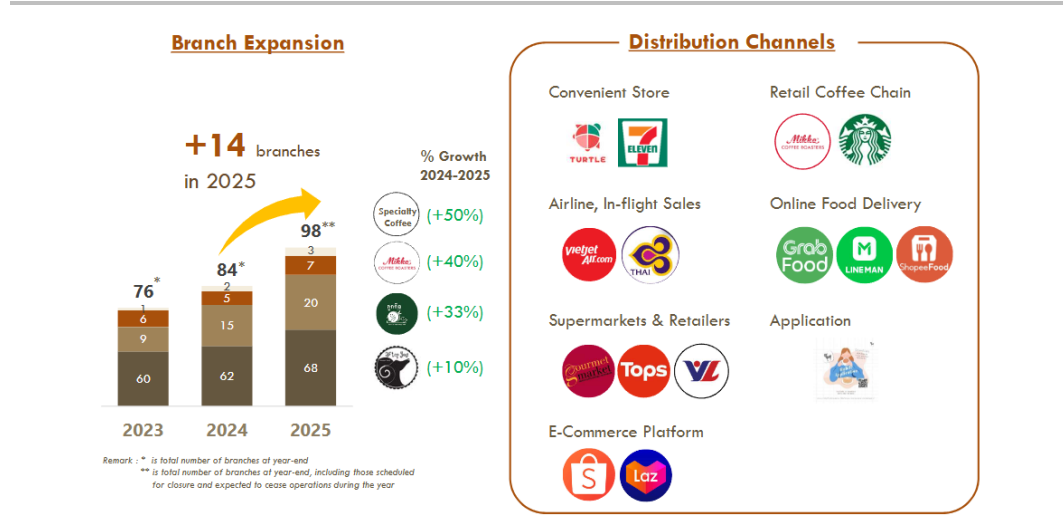 Branch Expansion
+14 branches
in 2025
% Growth
2024-2025
Specialty
Coffee
(+50%)
Mikka
COFFEE ROASTERS
(+40%)
(+33%)
(+10%)
76*
1
6
9
60
84*
2
5
15
62
98**
3
7
20
68
2023
2024
2025
Remark : * is total number of branches at year-end
** is total number of branches at year-end, including those scheduled
for closure and expected to cease operations during the year
Distribution Channels
Convenient Store
TURTLE
7
ELEVEN
Retail Coffee Chain
Mikka
COFFEE ROASTERS
Airline, In-flight Sales
vietjet
Air.com
THAI
Online Food Delivery
Grab
Food
LINEMAN
ShopeeFood
Supermarkets & Retailers
Gourmet
market
Tops
Application
E-Commerce Platform
S
Laz